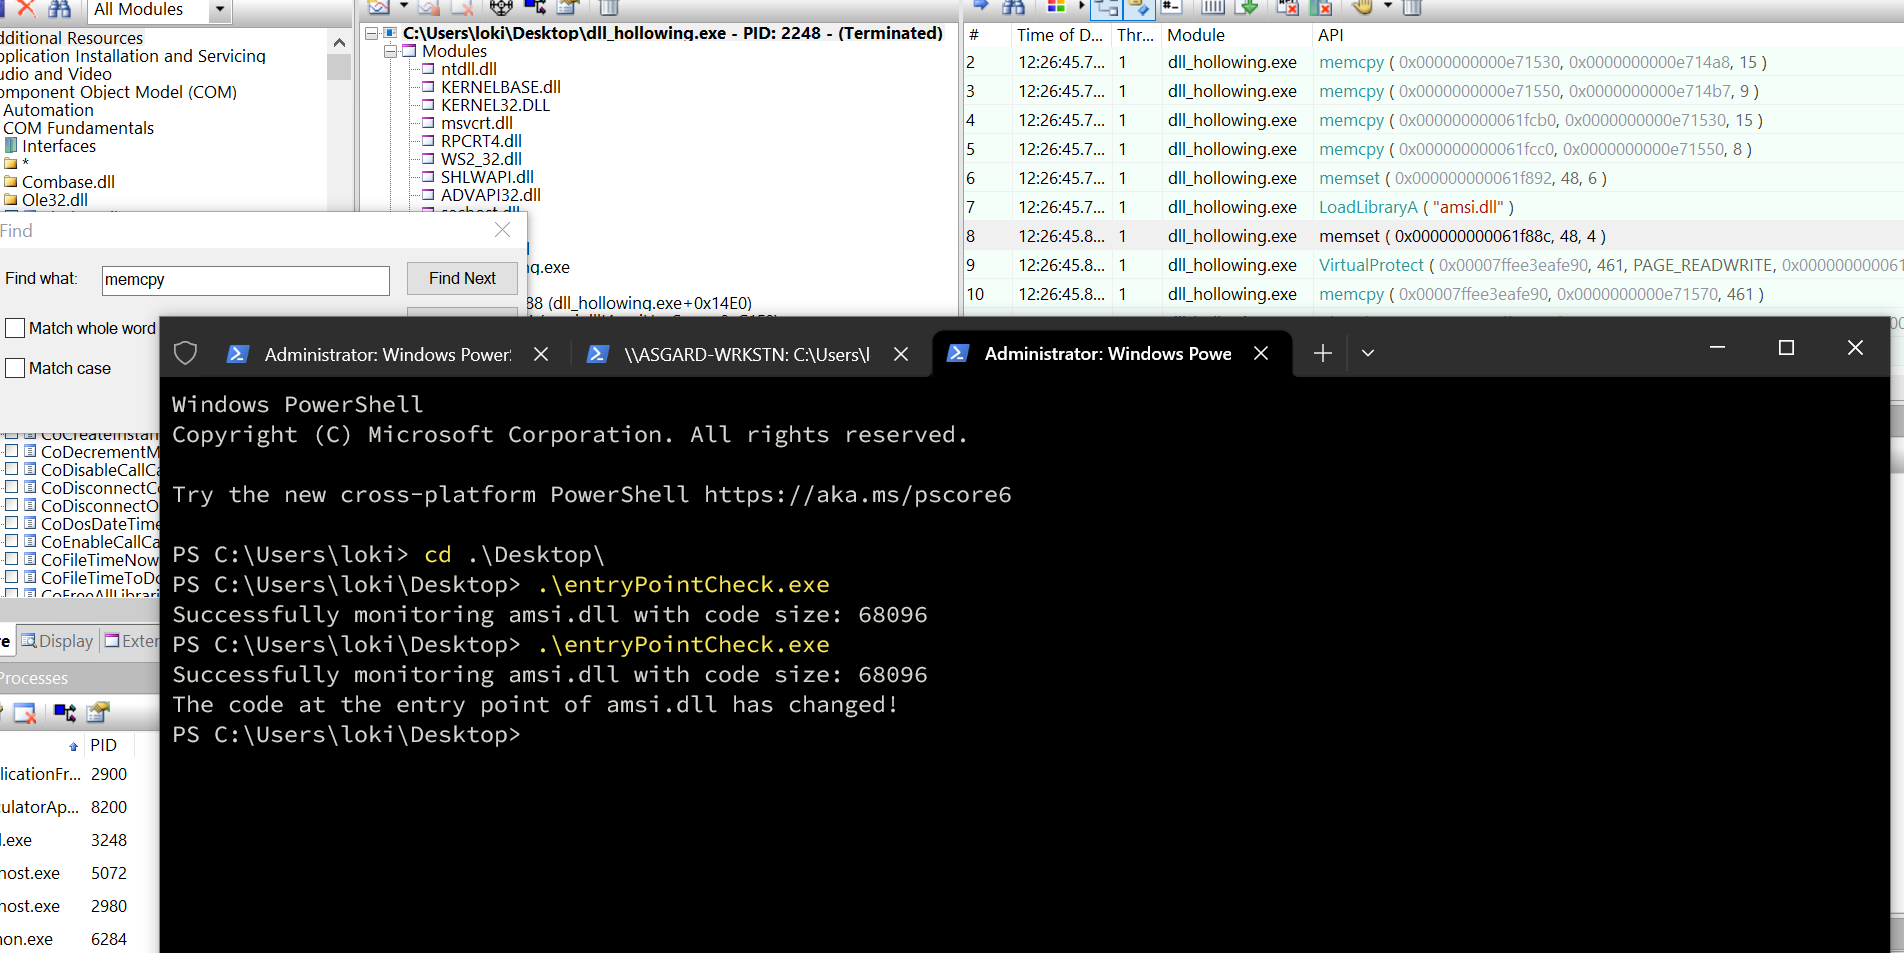 All Modules
dditional Resources
pplication Installation and Servicing
udio and Video
omponent Object Model (COM)
Automation
COM Fundamentals
Interfaces
*
Combase.dll
Ole32.dll
C:\Users\loki\Desktop\dll_hollowing.exe - PID: 2248 - (Terminated)
Modules
ntdll.dll
KERNELBASE.dll
KERNEL32.DLL
msvcrt.dll
RPCRT4.dll
WS2_32.dll
SHLWAPI.dll
ADVAPI32.dll
sechost.dll
ng.exe
88 (dll_hollowing.exe+0x14E0)
# Time of D... Thr... Module API
2 12:26:45.7... 1 dll_hollowing.exe memcpy ( 0x0000000000e71530, 0x0000000000e714a8, 15 )
3 12:26:45.7... 1 dll_hollowing.exe memcpy ( 0x0000000000e71550, 0x0000000000e714b7, 9 )
4 12:26:45.7... 1 dll_hollowing.exe memcpy ( 0x000000000061fcb0, 0x0000000000e71530, 15 )
5 12:26:45.7... 1 dll_hollowing.exe memcpy ( 0x000000000061fcc0, 0x0000000000e71550, 8 )
6 12:26:45.7... 1 dll_hollowing.exe memset ( 0x000000000061f892, 48, 6 )
7 12:26:45.7... 1 dll_hollowing.exe LoadLibraryA ( "amsi.dll" )
8 12:26:45.8... 1 dll_hollowing.exe memset ( 0x000000000061f88c, 48, 4 )
9 12:26:45.8... 1 dll_hollowing.exe VirtualProtect ( 0x00007ffee3eafe90, 461, PAGE_READWRITE, 0x000000000061
10 12:26:45.8... 1 dll_hollowing.exe memcpy ( 0x00007ffee3eafe90, 0x0000000000e71570, 461 )
Find
Find what: memcpy Find Next
Match whole word
Match case
CoCreateInstan
CoDecrementM
CoDisableCallCa
CoDisconnectCo
CoDisconnectO
CoDosDateTime
CoEnableCallCa
CoFileTimeNow
CoFileTimeToDo
CoFreeAllLibrari
e Display Exter
Processes
PID
licationFr... 2900
ulatorAp... 8200
l.exe 3248
host.exe 5072
host.exe 2980
non.exe 6284
Administrator: Windows Power: \\ASGARD-WRKSTN: C:\Users\l Administrator: Windows Powe
Windows PowerShell
Copyright (C) Microsoft Corporation. All rights reserved.
Try the new cross-platform PowerShell https://aka.ms/pscore6
PS C:\Users\loki> cd .\Desktop\
PS C:\Users\loki\Desktop> .\entryPointCheck.exe
Successfully monitoring amsi.dll with code size: 68096
PS C:\Users\loki\Desktop> .\entryPointCheck.exe
Successfully monitoring amsi.dll with code size: 68096
The code at the entry point of amsi.dll has changed!
PS C:\Users\loki\Desktop>